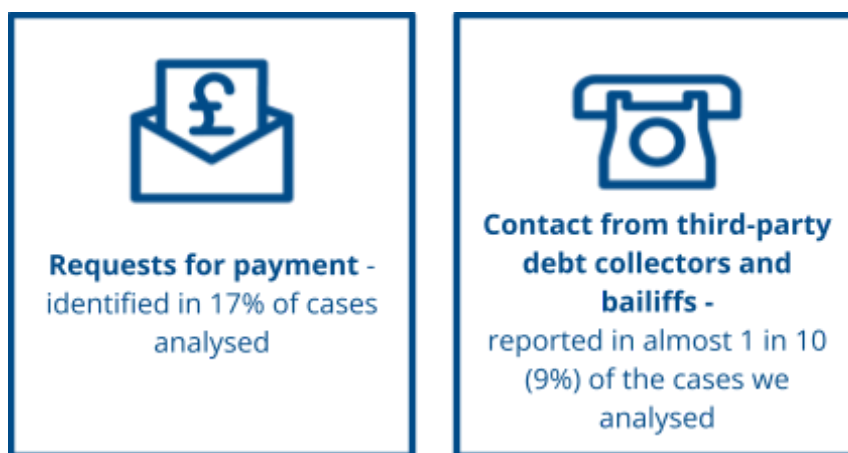 £
Requests for payment -
identified in 17% of cases
analysed
Contact from third-party
debt collectors and
bailiffs -
reported in almost 1 in 10
(9%) of the cases we
analysed